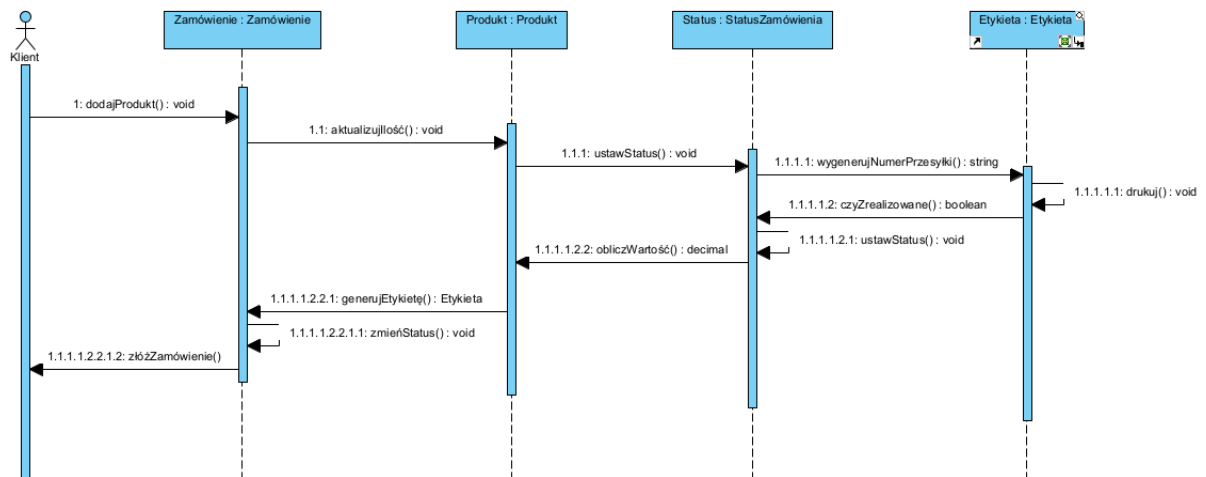 Zamówienie : Zamówienie
Produkt : Produkt
Status : StatusZamówienia
Etykieta : Etykieta
Klient
1: dodajProdukt() : void
1.1: aktualizujIlość() : void
1.1.1: ustawStatus() : void
1.1.1.1: wygenerujNumerPrzesyłki() : string
1.1.1.1.1: drukuj() : void
1.1.1.1.2: czyZrealizowane() : boolean
1.1.1.1.2.1: ustawStatus() : void
1.1.1.1.2.2: obliczWartość() : decimal
1.1.1.1.2.2.1: generujEtykietę() : Etykieta
1.1.1.1.2.2.1.1: zmieńStatus() : void
1.1.1.1.2.2.1.2: złóżZamówienie()